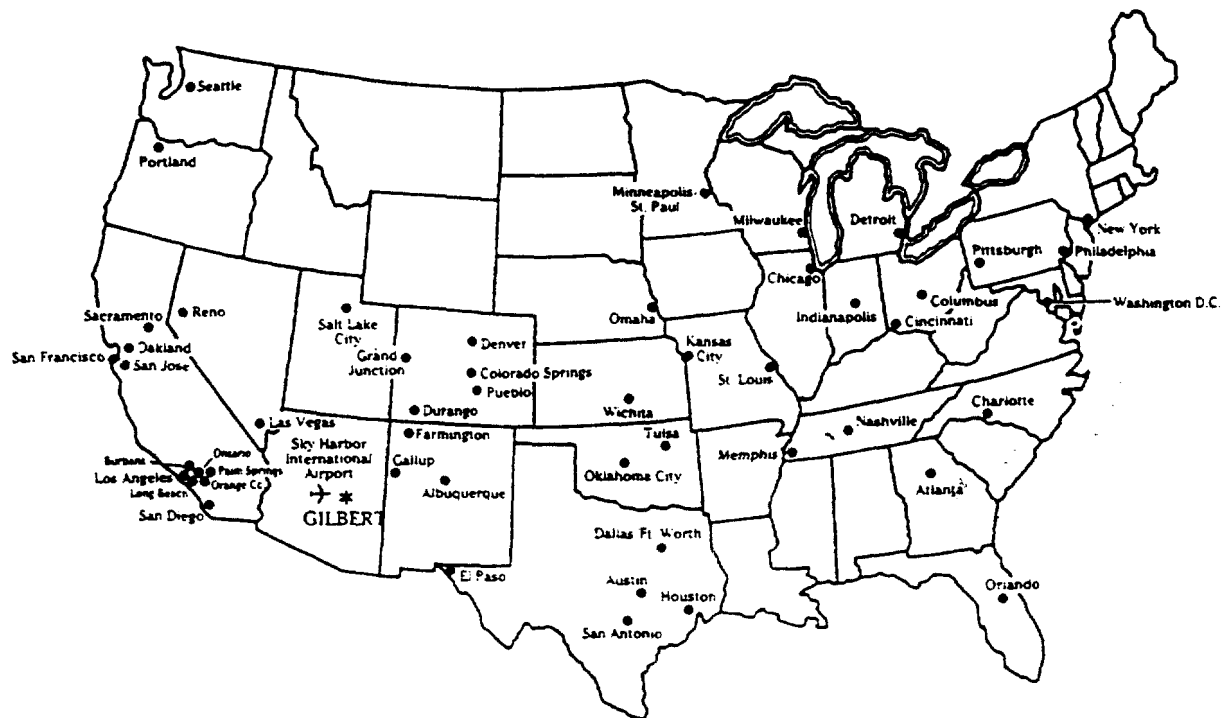 Seattle
Portland
Minneapolis
St. Paul
Milwaukee
Detroit
New York
Pittsburgh
Philadelphia
Chicago
Sacramento
Reno
Salt Lake
City
Omaha
Indianapolis
Columbus
Cincinnati
Washington D.C.
San Francisco
Oakland
San Jose
Grand
Junction
Denver
Colorado Springs
Pueblo
Kansas
City
St. Louis
Durango
Wichita
Las Vegas
Farmington
Tulsa
Nashville
Charlotte
Sky Harbor
International
Airport
Gallup
Oklahoma City
Memphis
Burbank
Ontario
Los Angeles
Palm Springs
Long Beach
Orange Co.
Albuquerque
Atlanta
San Diego
GILBERT
Dallas Ft. Worth
El Paso
Austin
Houston
San Antonio
Orlando